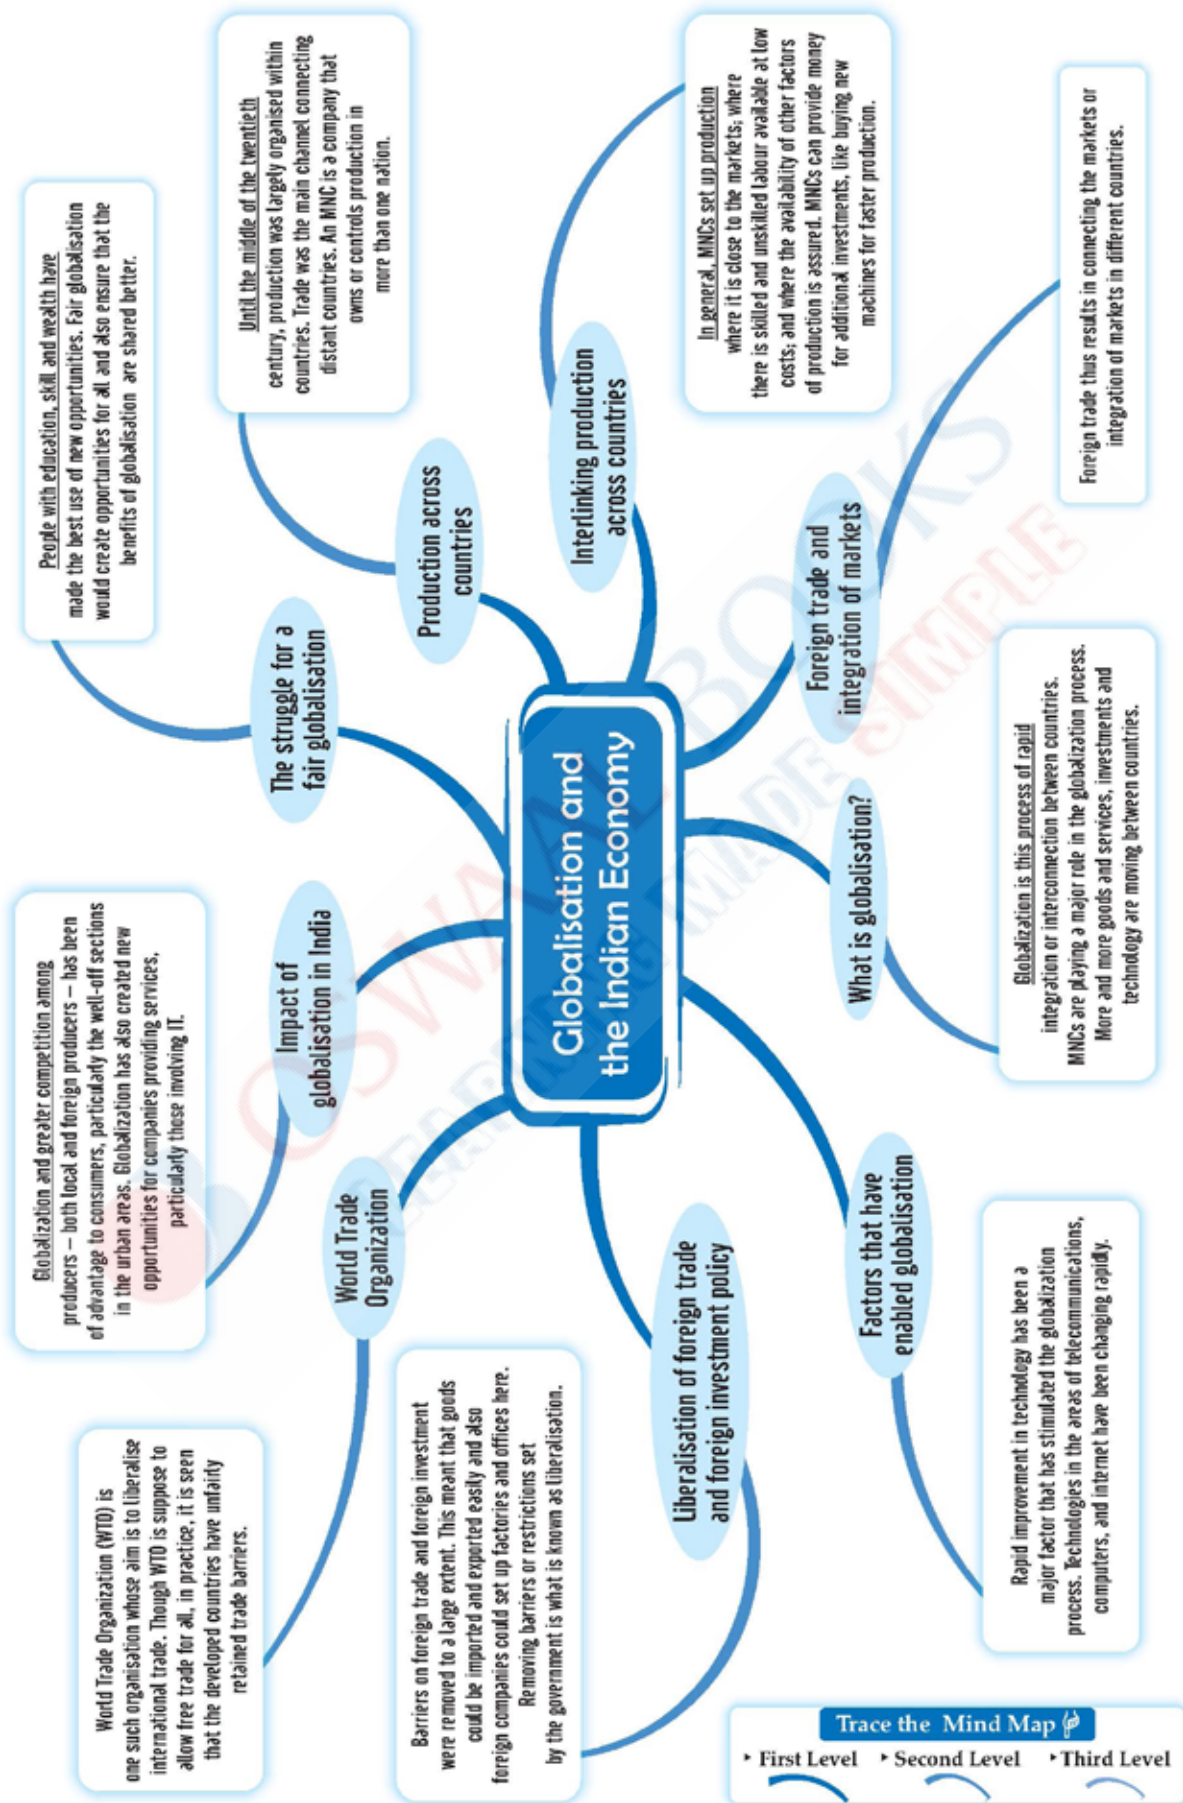 Globalisation and
the Indian Economy
Production across
countries
Until the middle of the twentieth
century, production was largely organised within
countries. Trade was the main channel connecting
distant countries. An MNC is a company that
owns or controls production in
more than one nation.
Interlinking production
across countries
In general, MNCs set up production
where it is close to the markets; where
there is skilled and unskilled labour available at low
costs; and where the availability of other factors
of production is assured. MNCs can provide money
for additional investments, like buying new
machines for faster production.
Foreign trade and
integration of markets
Foreign trade thus results in connecting the markets or
integration of markets in different countries.
What is globalisation?
Globalization is this process of rapid
integration or interconnection between countries.
MNCs are playing a major role in the globalization process.
More and more goods and services, investments and
technology are moving between countries.
Factors that have
enabled globalisation
Rapid improvement in technology has been a
major factor that has stimulated the globalization
process. Technologies in the areas of telecommunications,
computers, and internet have been changing rapidly.
Liberalisation of foreign trade
and foreign investment policy
Barriers on foreign trade and foreign investment
were removed to a large extent. This meant that goods
could be imported and exported easily and also
foreign companies could set up factories and offices here.
Removing barriers or restrictions set
by the government is what is known as liberalisation.
World Trade
Organization
World Trade Organization (WTO) is
one such organisation whose aim is to liberalise
international trade. Though WTO is suppose to
allow free trade for all, in practice, it is seen
that the developed countries have unfairly
retained trade barriers.
Impact of
globalisation in India
Globalization and greater competition among
producers – both local and foreign producers – has been
of advantage to consumers, particularly the well-off sections
in the urban areas. Globalization has also created new
opportunities for companies providing services,
particularly those involving IT.
The struggle for a
fair globalisation
People with education, skill and wealth have
made the best use of new opportunities. Fair globalisation
would create opportunities for all and also ensure that the
benefits of globalisation are shared better.
Trace the Mind Map
‣ First Level ‣ Second Level ‣ Third Level
OSWAAL BOOKS
LEARNING MADE SIMPLE